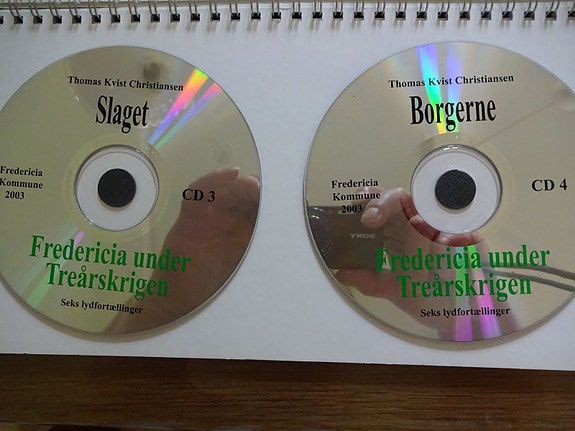 Thomas Kvist Christiansen
Slaget
Fredericia
Kommune
2003
CD 3
Fredericia under
Treårskrigen
Seks lydfortællinger
Thomas Kvist Christiansen
Borgerne
Fredericia
Kommune
2003
CD 4
Fredericia under
Treårskrigen
Seks lydfortællinger